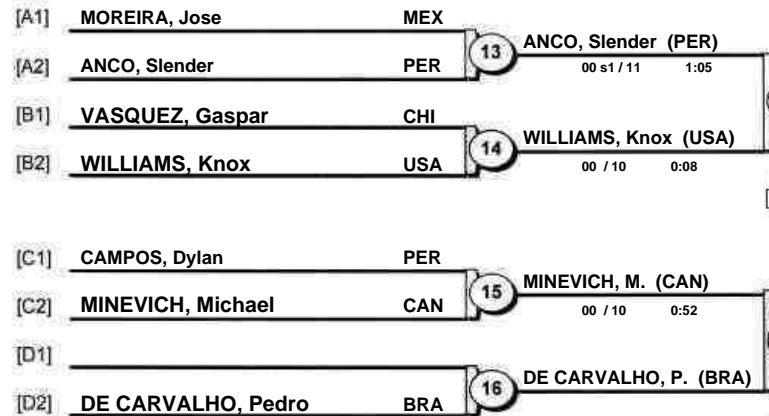 [A1] MOREIRA, Jose MEX
13 ANCO, Slender (PER)
[A2] ANCO, Slender PER
00 s1 / 11 1:05
[B1] VASQUEZ, Gaspar CHI
14 WILLIAMS, Knox (USA)
[B2] WILLIAMS, Knox USA
00 / 10 0:08
[C1] CAMPOS, Dylan PER
15 MINEVICH, M. (CAN)
[C2] MINEVICH, Michael CAN
00 / 10 0:52
[D1]
16 DE CARVALHO, P. (BRA)
[D2] DE CARVALHO, Pedro BRA